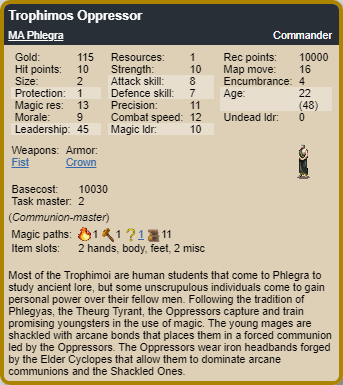 Trophimos Oppressor
MA Phlegra Commander
Gold: 115 Resources: 1 Rec points: 10000
Hit points: 10 Strength: 10 Map move: 16
Size: 2 Attack skill: 8 Encumbrance: 4
Protection: 1 Defence skill: 7 Age: 22
Magic res: 13 Precision: 11 (48)
Morale: 9 Combat speed: 12 Undead ldr: 0
Leadership: 45 Magic ldr: 10
Weapons: Armor:
Fist Crown
Basecost: 10030
Task master: 2
(Communion-master)
Magic paths: 1 1 ?1 11
Item slots: 2 hands, body, feet, 2 misc
Most of the Trophimoi are human students that come to Phlegra to
study ancient lore, but some unscrupulous individuals come to gain
personal power over their fellow men. Following the tradition of
Phlegyas, the Theurg Tyrant, the Oppressors capture and train
promising youngsters in the use of magic. The young mages are
shackled with arcane bonds that places them in a forced communion
led by the Oppressors. The Oppressors wear iron headbands forged
by the Elder Cyclopes that allow them to dominate arcane
communions and the Shackled Ones.